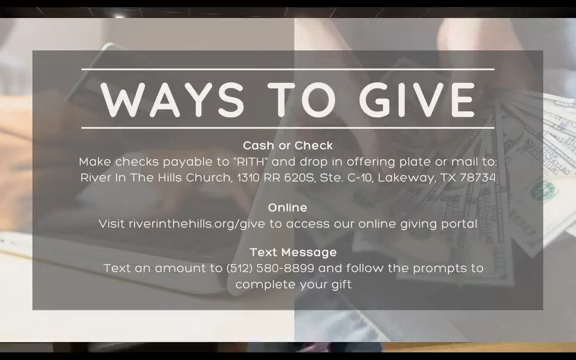 WAYS TO GIVE
Cash or Check
Make checks payable to "RITH" and drop in offering plate or mail to:
River In The Hills Church, 1310 RR 620S, Ste. C-10, Lakeway, TX 78734
Online
Visit riverinthehills.org/give to access our online giving portal
Text Message
Text an amount to (512) 580-8899 and follow the prompts to
complete your gift